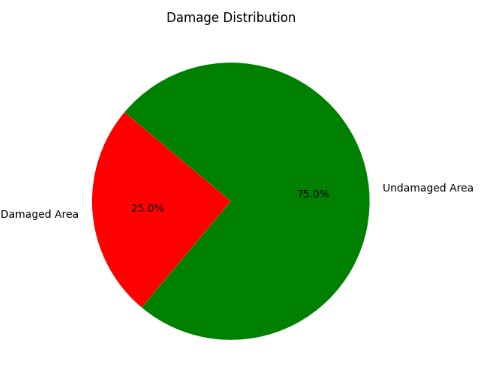 Damage Distribution
75.0%
Undamaged Area
25.0%
Damaged Area